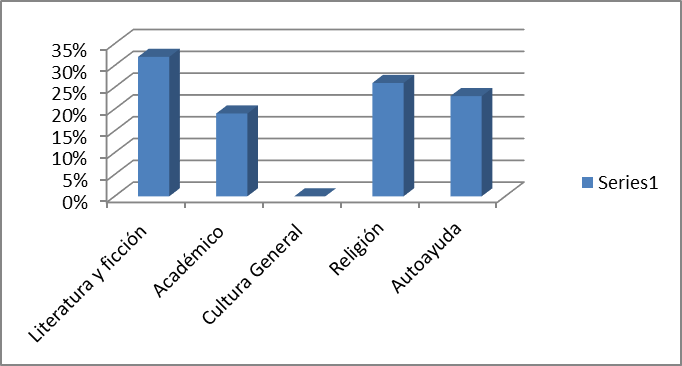 35%
30%
25%
20%
15%
10%
5%
0%
Literatura y ficción
Académico
Cultura General
Religión
Autoayuda
Series1